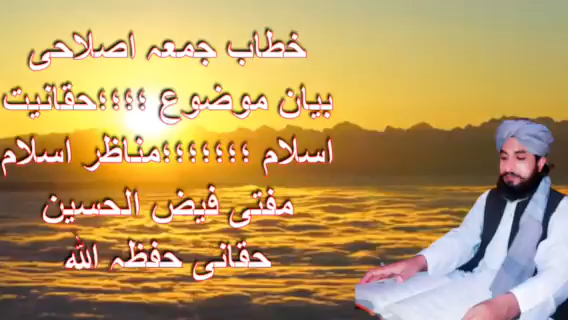 خطاب جمعہ اصلاحی
بیان موضوع ؛؛؛؛حقانیت
اسلام ؛؛؛؛؛؛؛مناظر اسلام
مفتی فیض الحسین
حقانی حفظہ اللہ